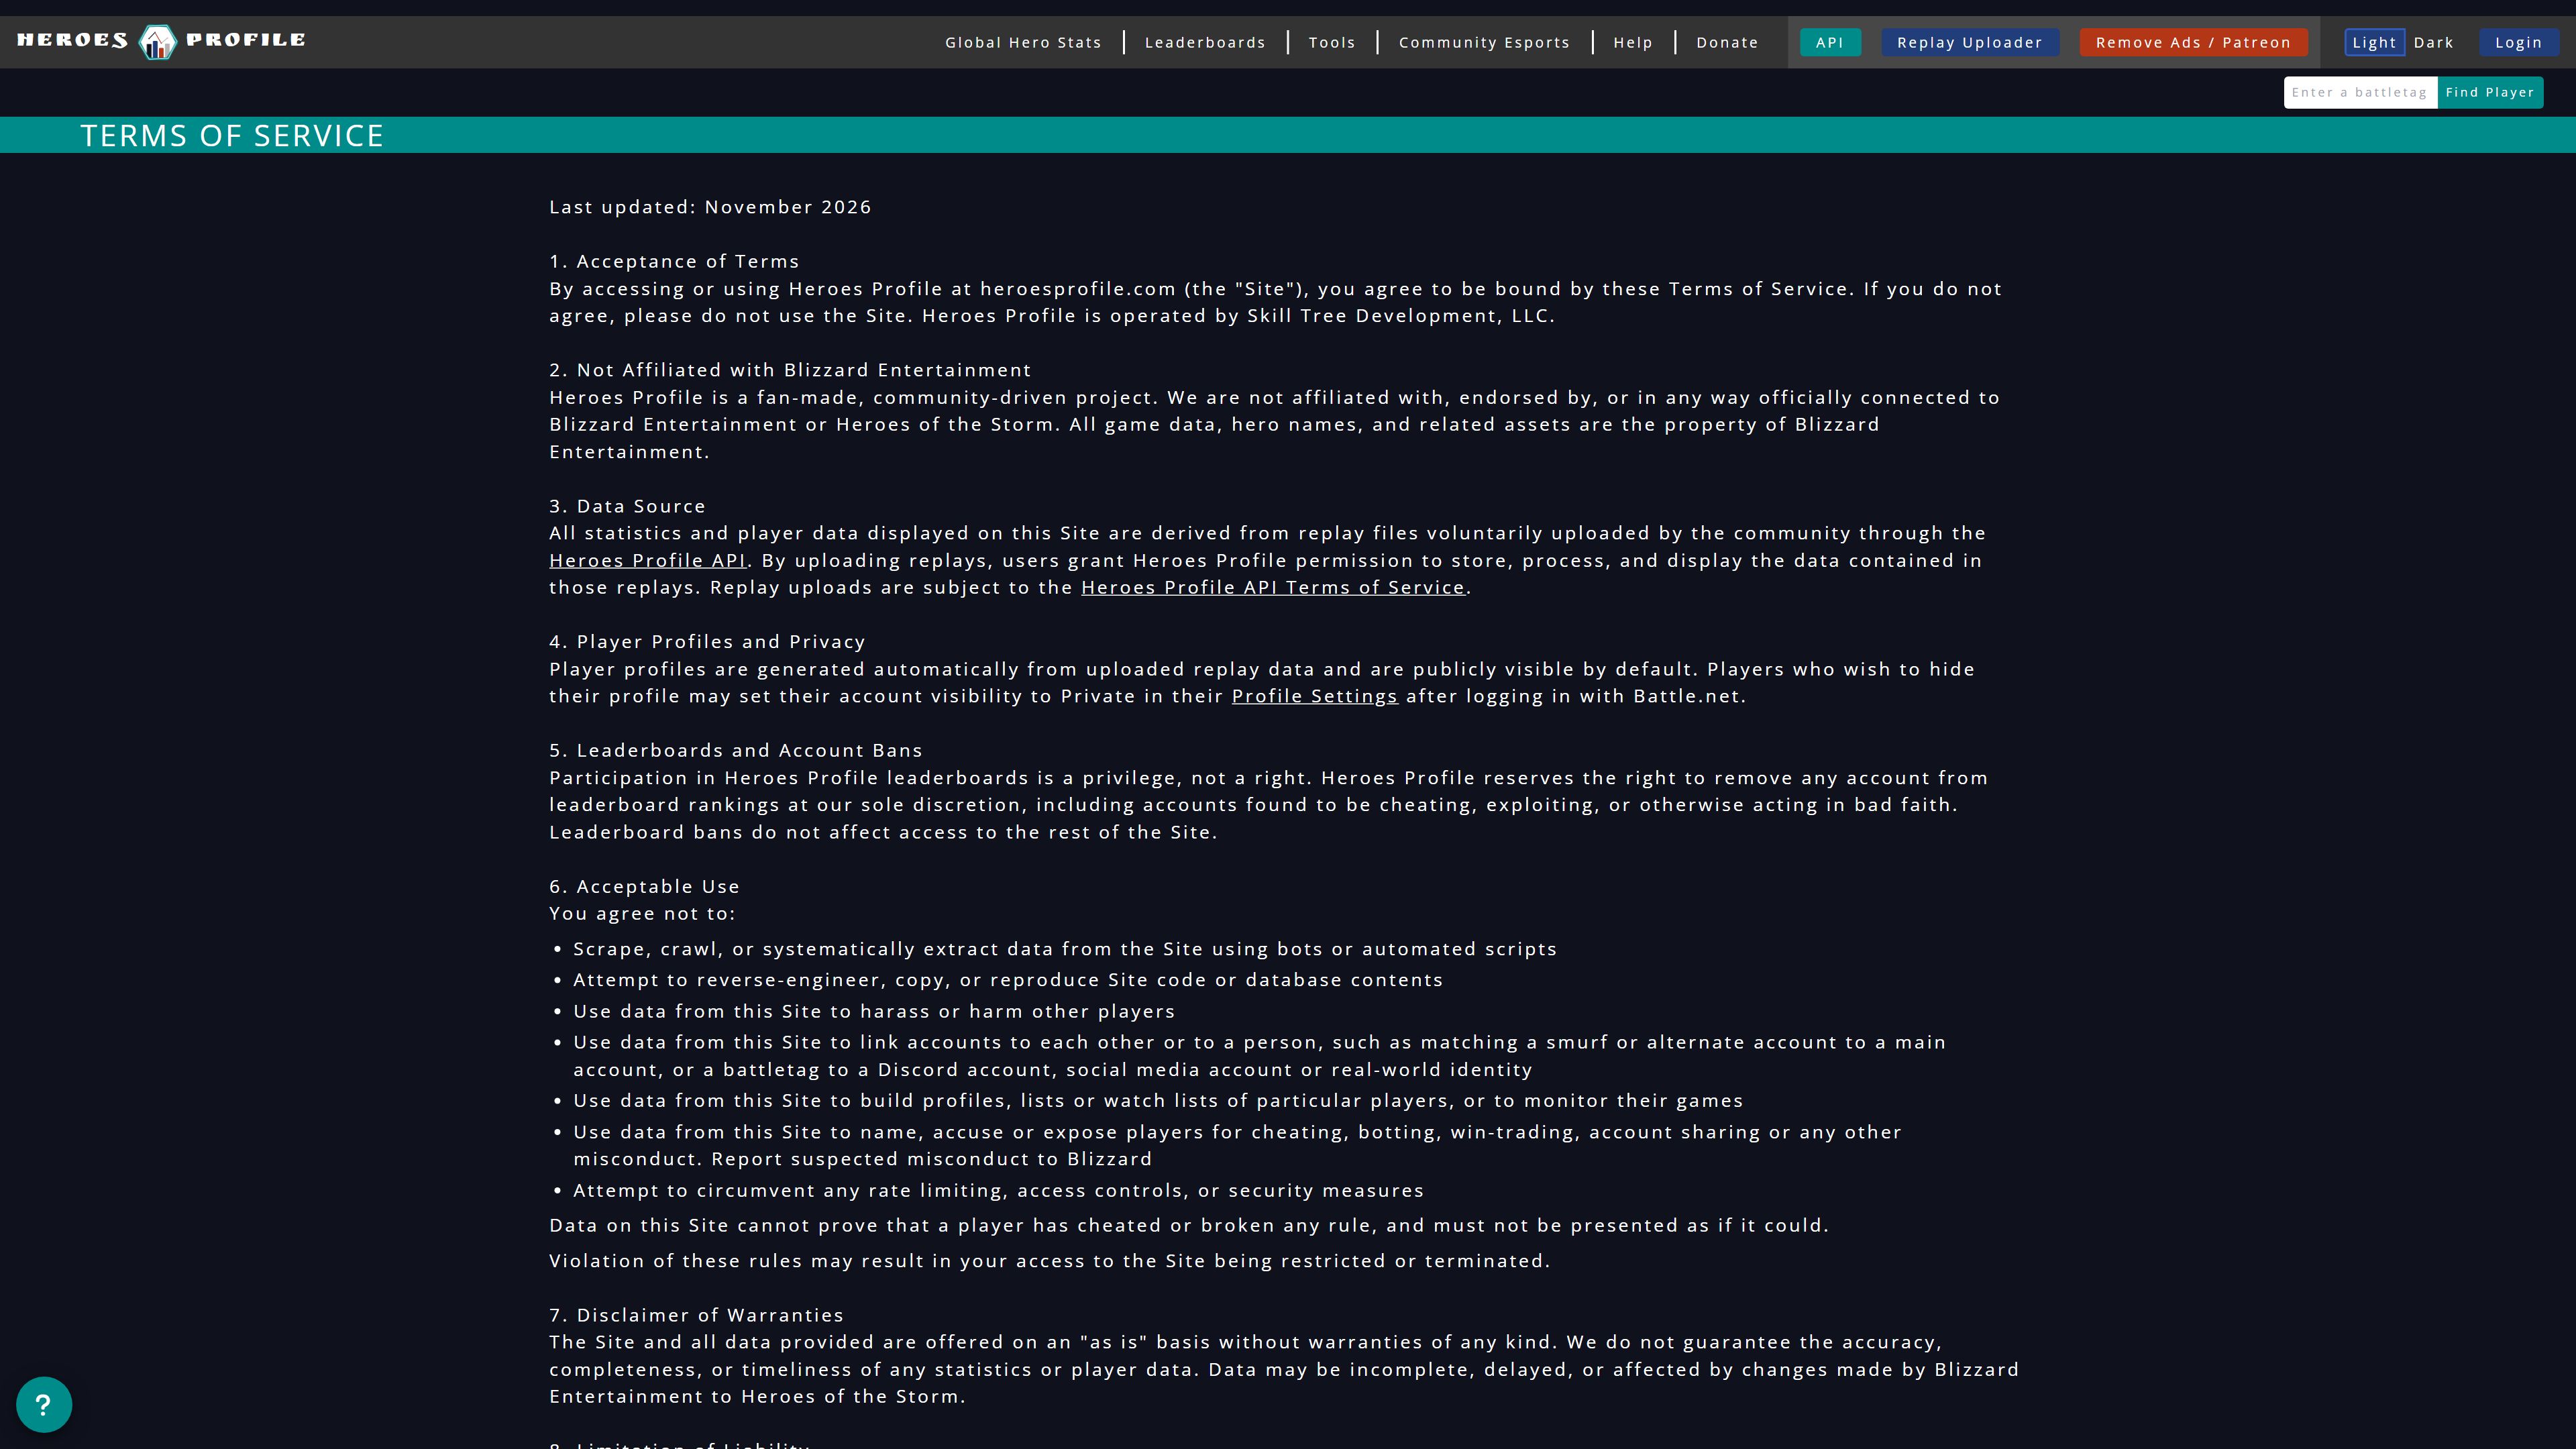 HEROES PROFILE
Global Hero Stats
Leaderboards
Tools
Community Esports
Help
Donate
API
Replay Uploader
Remove Ads / Patreon
Light
Dark
Login
Enter a battletag
Find Player
TERMS OF SERVICE
Last updated: November 2026
1. Acceptance of Terms
By accessing or using Heroes Profile at heroesprofile.com (the "Site"), you agree to be bound by these Terms of Service. If you do not
agree, please do not use the Site. Heroes Profile is operated by Skill Tree Development, LLC.
2. Not Affiliated with Blizzard Entertainment
Heroes Profile is a fan-made, community-driven project. We are not affiliated with, endorsed by, or in any way officially connected to
Blizzard Entertainment or Heroes of the Storm. All game data, hero names, and related assets are the property of Blizzard
Entertainment.
3. Data Source
All statistics and player data displayed on this Site are derived from replay files voluntarily uploaded by the community through the
Heroes Profile API. By uploading replays, users grant Heroes Profile permission to store, process, and display the data contained in
those replays. Replay uploads are subject to the Heroes Profile API Terms of Service.
4. Player Profiles and Privacy
Player profiles are generated automatically from uploaded replay data and are publicly visible by default. Players who wish to hide
their profile may set their account visibility to Private in their Profile Settings after logging in with Battle.net.
5. Leaderboards and Account Bans
Participation in Heroes Profile leaderboards is a privilege, not a right. Heroes Profile reserves the right to remove any account from
leaderboard rankings at our sole discretion, including accounts found to be cheating, exploiting, or otherwise acting in bad faith.
Leaderboard bans do not affect access to the rest of the Site.
6. Acceptable Use
You agree not to:
• Scrape, crawl, or systematically extract data from the Site using bots or automated scripts
• Attempt to reverse-engineer, copy, or reproduce Site code or database contents
• Use data from this Site to harass or harm other players
• Use data from this Site to link accounts to each other or to a person, such as matching a smurf or alternate account to a main
account, or a battletag to a Discord account, social media account or real-world identity
• Use data from this Site to build profiles, lists or watch lists of particular players, or to monitor their games
• Use data from this Site to name, accuse or expose players for cheating, botting, win-trading, account sharing or any other
misconduct. Report suspected misconduct to Blizzard
• Attempt to circumvent any rate limiting, access controls, or security measures
Data on this Site cannot prove that a player has cheated or broken any rule, and must not be presented as if it could.
Violation of these rules may result in your access to the Site being restricted or terminated.
7. Disclaimer of Warranties
The Site and all data provided are offered on an "as is" basis without warranties of any kind. We do not guarantee the accuracy,
completeness, or timeliness of any statistics or player data. Data may be incomplete, delayed, or affected by changes made by Blizzard
Entertainment to Heroes of the Storm.
8. Limitation of Liability
?